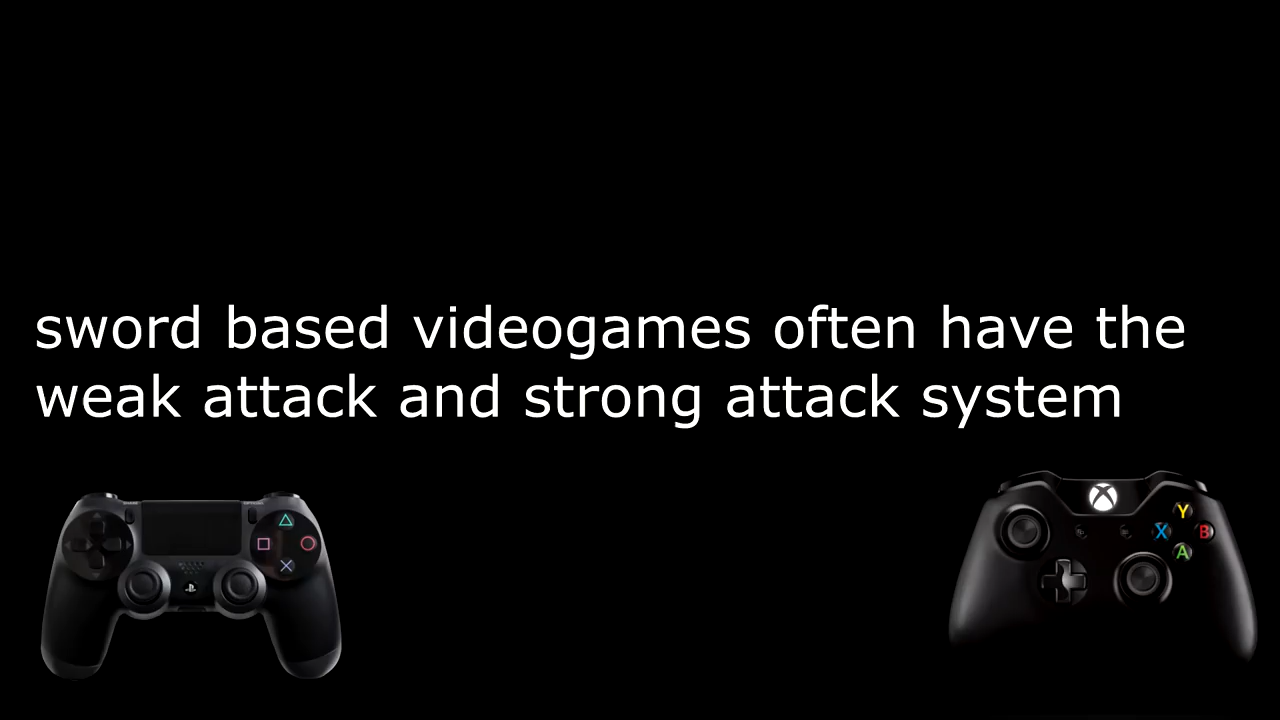 sword based videogames often have the
weak attack and strong attack system
Y
X B
A